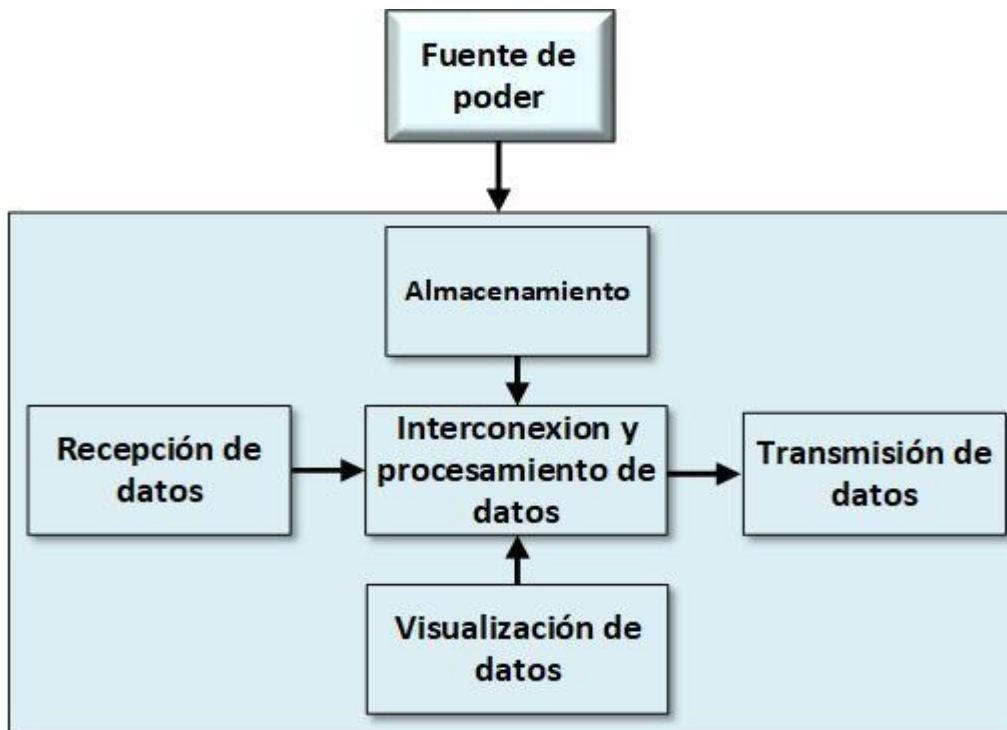 Fuente de
poder
Almacenamiento
Recepción de
datos
Interconexion y
procesamiento de
datos
Transmisión de
datos
Visualización de
datos